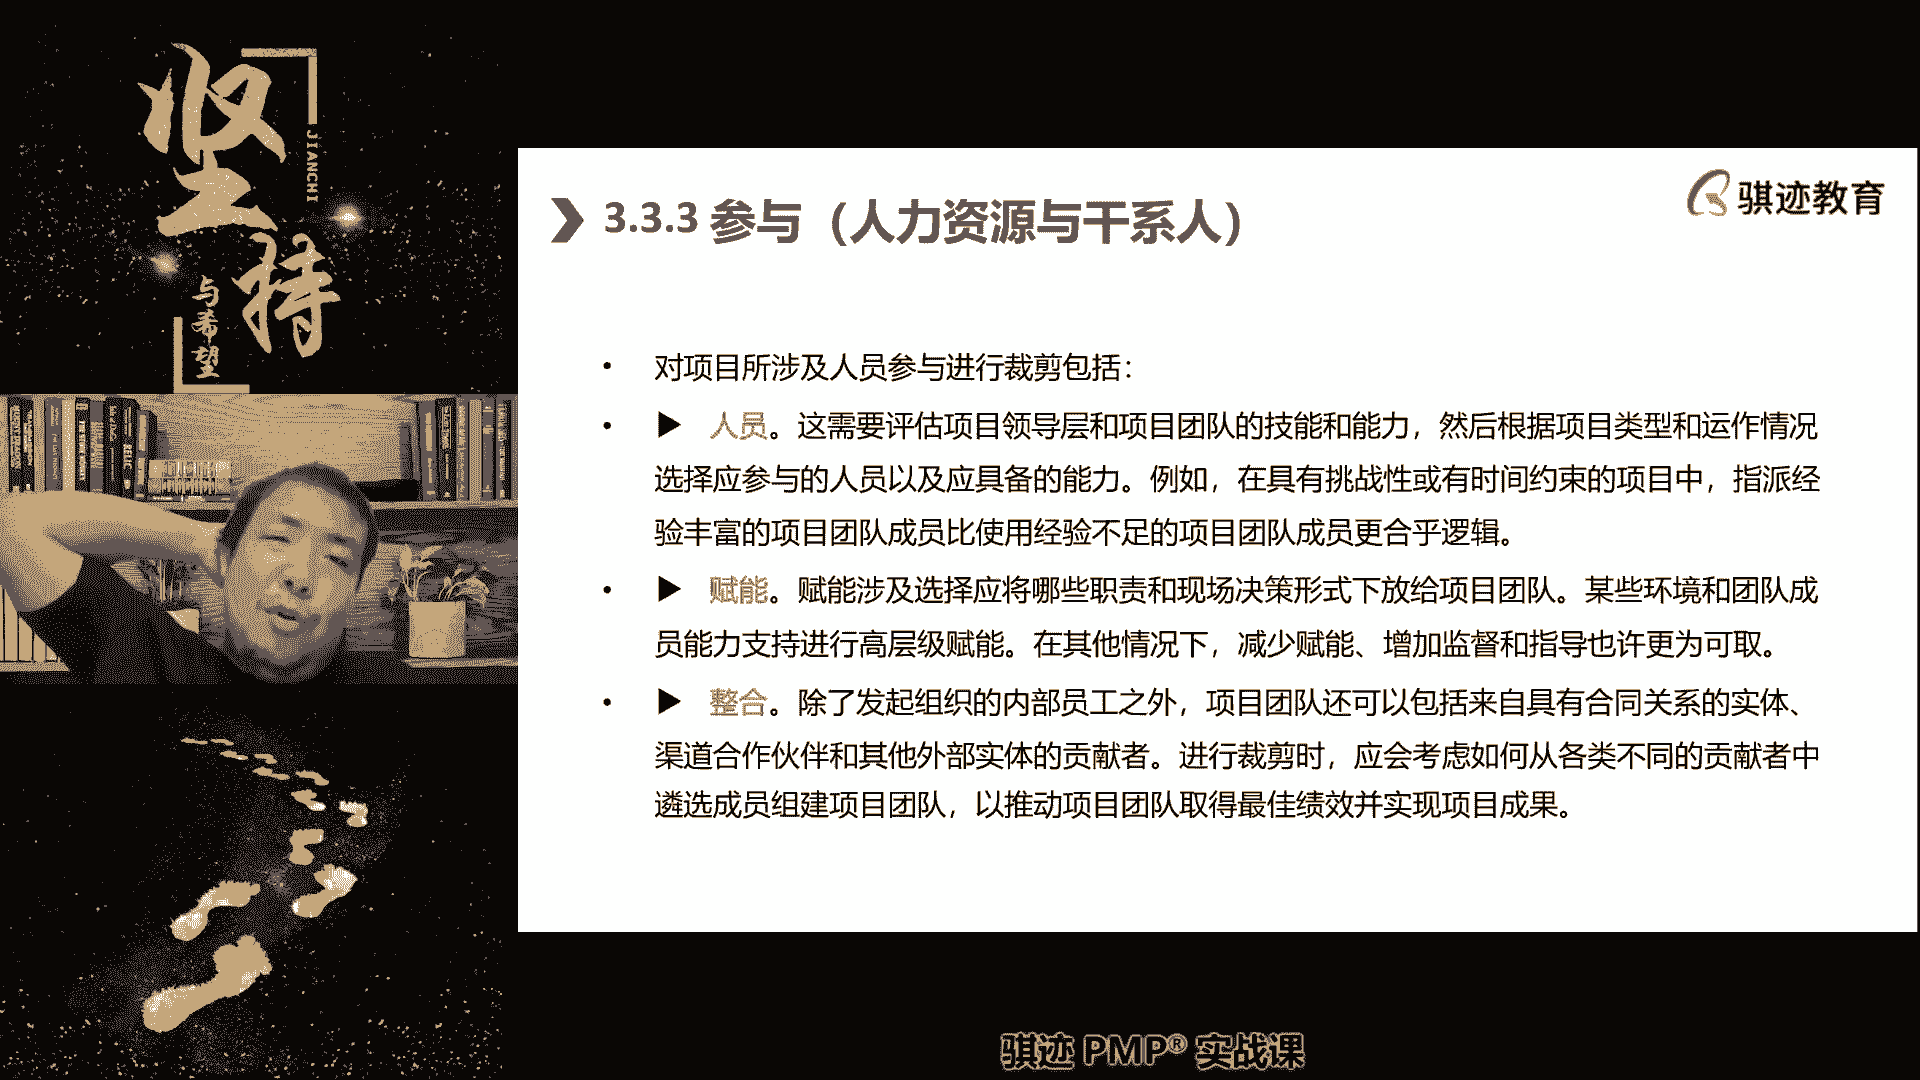 坚持
JIANCHI
与希望
骐迹教育
3.3.3 参与（人力资源与干系人）
• 对项目所涉及人员参与进行裁剪包括：
• ▶ 人员。这需要评估项目领导层和项目团队的技能和能力，然后根据项目类型和运作情况
选择应参与的人员以及应具备的能力。例如，在具有挑战性或有时间约束的项目中，指派经
验丰富的项目团队成员比使用经验不足的项目团队成员更合乎逻辑。
• ▶ 赋能。赋能涉及选择应将哪些职责和现场决策形式下放给项目团队。某些环境和团队成
员能力支持进行高层级赋能。在其他情况下，减少赋能、增加监督和指导也许更为可取。
• ▶ 整合。除了发起组织的内部员工之外，项目团队还可以包括来自具有合同关系的实体、
渠道合作伙伴和其他外部实体的贡献者。进行裁剪时，应会考虑如何从各类不同的贡献者中
遴选成员组建项目团队，以推动项目团队取得最佳绩效并实现项目成果。
骐迹 PMP® 实战课